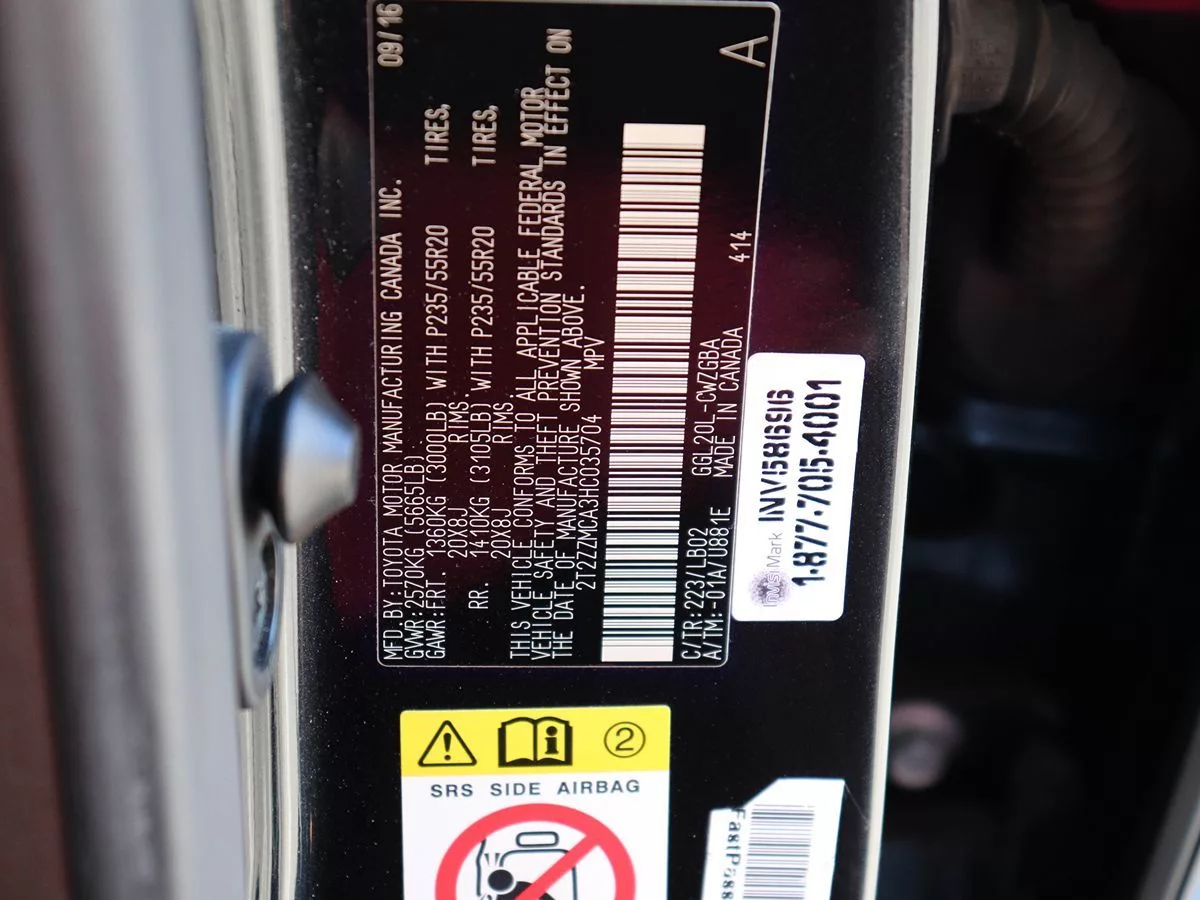 MFD.BY:TOYOTA MOTOR MANUFACTURING CANADA INC. 09/16
GVWR:2570KG (5665LB)
GAWR:FRT. 1360KG (3000LB) WITH P235/55R20 TIRES,
20X8J RIMS.
RR. 1410KG (3105LB) WITH P235/55R20 TIRES,
20X8J RIMS.
THIS VEHICLE CONFORMS TO ALL APPLICABLE FEDERAL MOTOR
VEHICLE SAFETY AND THEFT PREVENTION STANDARDS IN EFFECT ON
THE DATE OF MANUFACTURE SHOWN ABOVE.
2T2ZZMCA3HC035704 MPV
C/TR:223/LB02 GGL20L-CWZGBA 414
A/TM:-01A/U881E MADE IN CANADA
A
InvisiMark INV58696
1-877-705-4001
2
SRS SIDE AIRBAG